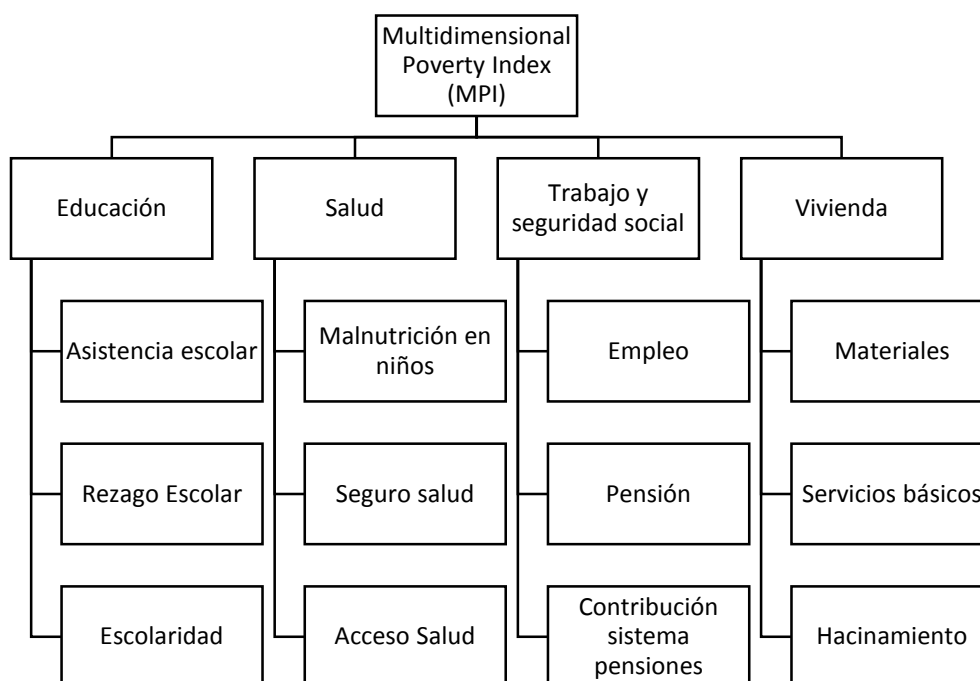 Multidimensional
Poverty Index
(MPI)
Educación
Salud
Trabajo y
seguridad social
Vivienda
Asistencia escolar
Malnutrición en
niños
Empleo
Materiales
Rezago Escolar
Seguro salud
Pensión
Servicios básicos
Escolaridad
Acceso Salud
Contribución
sistema
pensiones
Hacinamiento